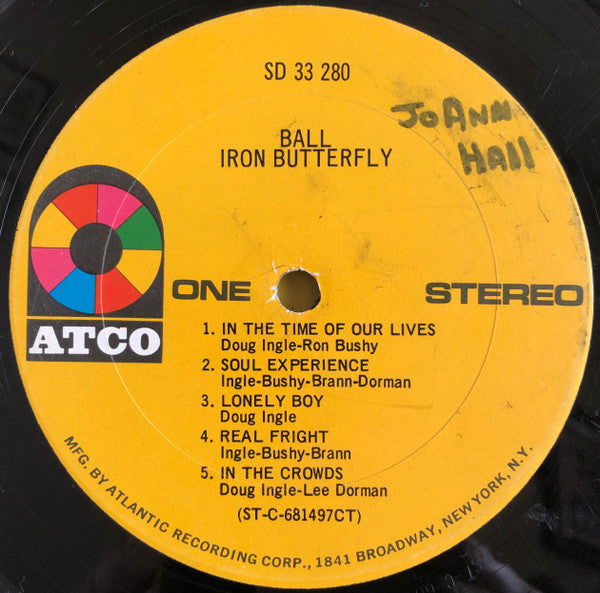 SD 33 280
JoAnn
Hall
BALL
IRON BUTTERFLY
ATCO
ONE
STEREO
1. IN THE TIME OF OUR LIVES
Doug Ingle-Ron Bushy
2. SOUL EXPERIENCE
Ingle-Bushy-Brann-Dorman
3. LONELY BOY
Doug Ingle
4. REAL FRIGHT
Ingle-Bushy-Brann
5. IN THE CROWDS
Doug Ingle-Lee Dorman
(ST-C-681497CT)
MFG. BY ATLANTIC RECORDING CORP., 1841 BROADWAY, NEW YORK, N.Y.